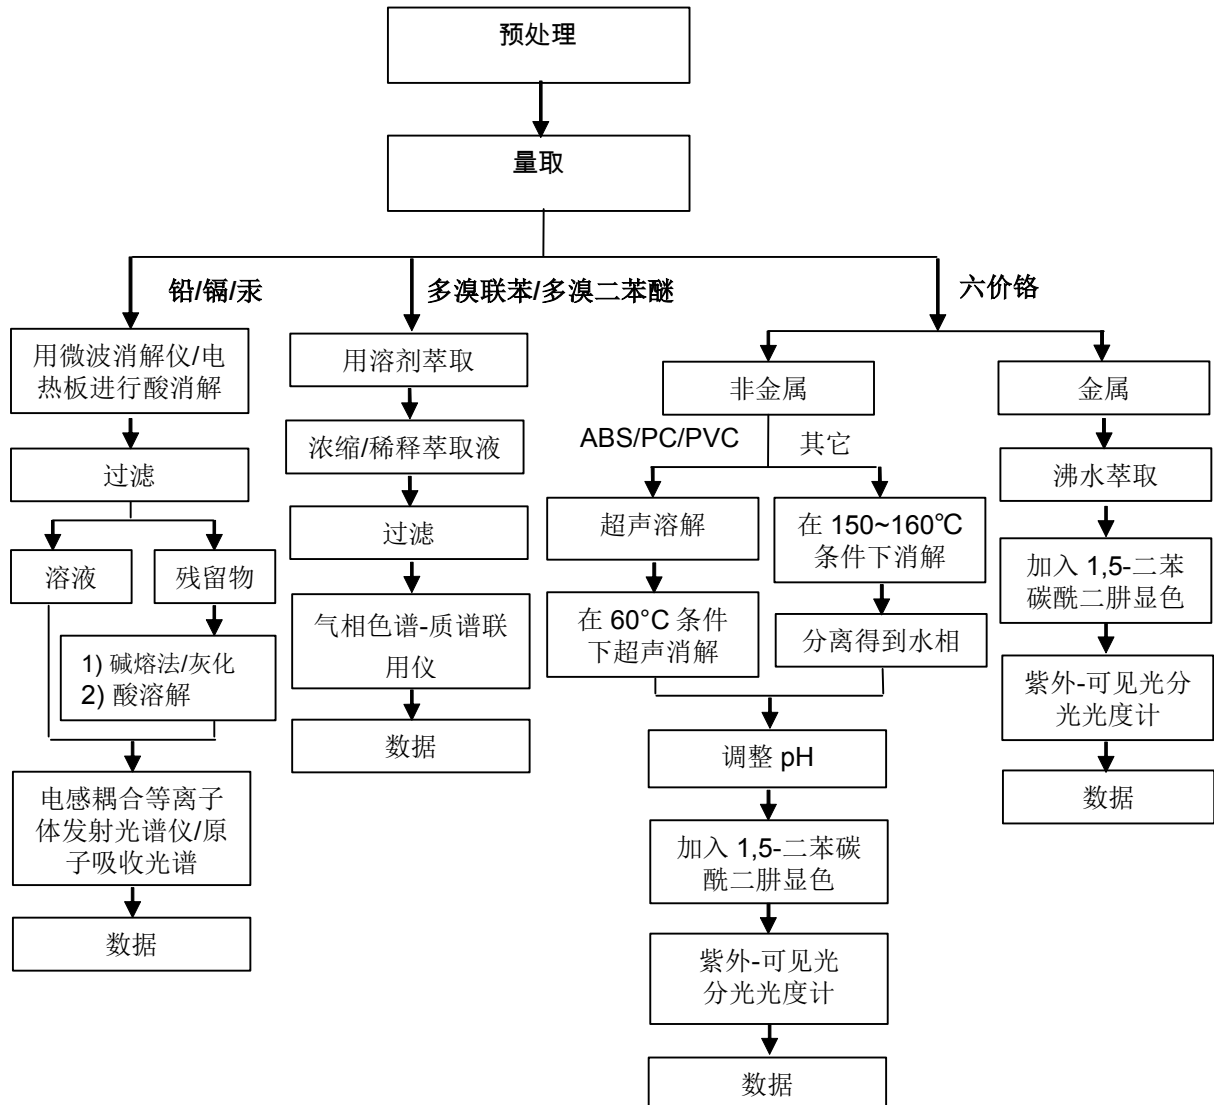 预处理
量取
铅/镉/汞
多溴联苯/多溴二苯醚
六价铬
用微波消解仪/电
热板进行酸消解
过滤
溶液
残留物
1) 碱熔法/灰化
2) 酸溶解
电感耦合等离子
体发射光谱仪/原
子吸收光谱
数据
用溶剂萃取
浓缩/稀释萃取液
过滤
气相色谱-质谱联
用仪
数据
非金属
ABS/PC/PVC
其它
超声溶解
在 60°C 条件
下超声消解
在 150~160℃
条件下消解
分离得到水相
调整 pH
加入 1,5-二苯碳
酰二肼显色
紫外-可见光
分光光度计
数据
金属
沸水萃取
加入 1,5-二苯
碳酰二肼显色
紫外-可见光分
光光度计
数据